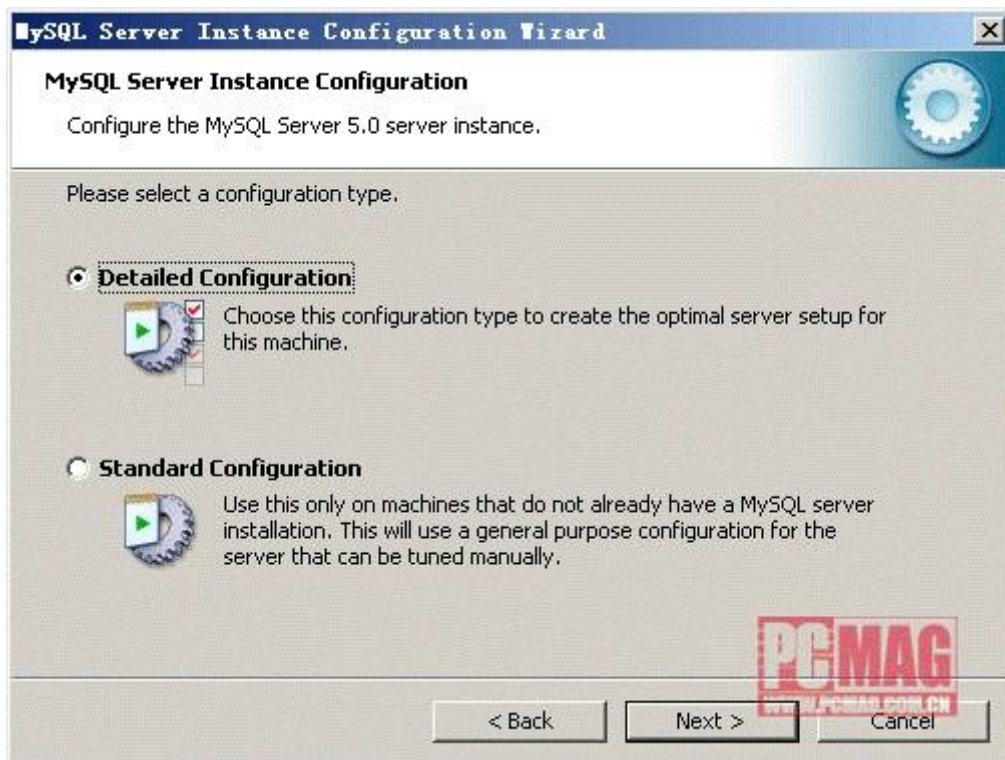 MySQL Server Instance Configuration Wizard
MySQL Server Instance Configuration
Configure the MySQL Server 5.0 server instance.
Please select a configuration type.
Detailed Configuration
Choose this configuration type to create the optimal server setup for
this machine.
Standard Configuration
Use this only on machines that do not already have a MySQL server
installation. This will use a general purpose configuration for the
server that can be tuned manually.
PCMAG
WWW.PCMAG.COM.CN
< Back
Next >
Cancel